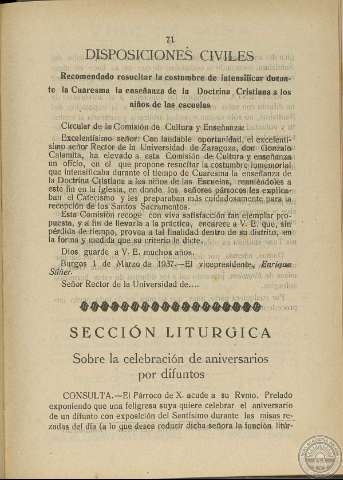 71
DISPOSICIONES CIVILES
Recomendado resucitar la costumbre de intensificar duran-
te la Cuaresma la enseñanza de la Doctrina Cristiana a los
niños de las escuelas
Circular de la Comisión de Cultura y Enseñanza:
Excelentísimo señor: Con laudable oportunidad, el excelentí-
simo señor Rector de la Universidad de Zaragoza, don Gonzalo
Calamita, ha elevado a esta Comisión de Cultura y enseñanza
un oficio, en el que propone resucitar la costumbre inmemorial
que intensificaba durante el tiempo de Cuaresma la enseñanza de
la Doctrina Cristiana a los niños de las Escuelas, reuniéndoles a
este fin en la Iglesia, en donde los señores párrocos les explica-
ban el Catecismo y les preparaban más cuidadosamente para la
recepción de los Santos Sacramentos.
Esta Comisión recoge con viva satisfacción tan ejemplar pro-
puesta, y a fin de llevarla a la práctica, encarece a V. E. que, sin
pérdida de tiempo, provea a tal finalidad dentro de su distrito, en
la forma y medida que su criterio le dicte.
Dios guarde a V. E. muchos años.
Burgos 1 de Marzo de 1937.—El vicepresidente, Enrique
Súñer.
Señor Rector de la Universidad de....
SECCIÓN LITURGICA
Sobre la celebración de aniversarios
por difuntos
CONSULTA.—El Párroco de X. acude a su Rvmo. Prelado
exponiendo que una feligresa suya quiere celebrar el aniversario
de un difunto con exposición del Santísimo durante las misas re-
zadas del día (a lo que desea reducir dicha señora la función litúr-